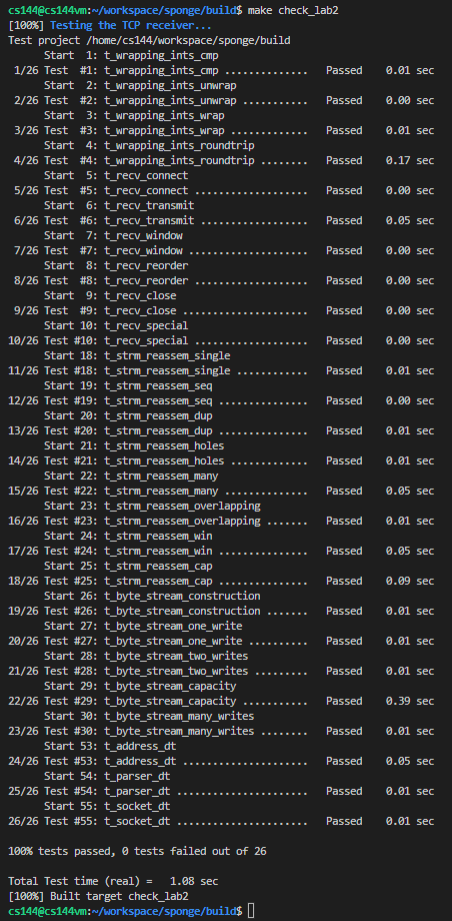 cs144@cs144vm:~/workspace/sponge/build$ make check_lab2
[100%] Testing the TCP receiver...
Test project /home/cs144/workspace/sponge/build
      Start  1: t_wrapping_ints_cmp
 1/26 Test  #1: t_wrapping_ints_cmp ..............   Passed    0.01 sec
      Start  2: t_wrapping_ints_unwrap
 2/26 Test  #2: t_wrapping_ints_unwrap ...........   Passed    0.00 sec
      Start  3: t_wrapping_ints_wrap
 3/26 Test  #3: t_wrapping_ints_wrap .............   Passed    0.01 sec
      Start  4: t_wrapping_ints_roundtrip
 4/26 Test  #4: t_wrapping_ints_roundtrip ........   Passed    0.17 sec
      Start  5: t_recv_connect
 5/26 Test  #5: t_recv_connect ...................   Passed    0.00 sec
      Start  6: t_recv_transmit
 6/26 Test  #6: t_recv_transmit ..................   Passed    0.05 sec
      Start  7: t_recv_window
 7/26 Test  #7: t_recv_window ....................   Passed    0.00 sec
      Start  8: t_recv_reorder
 8/26 Test  #8: t_recv_reorder ...................   Passed    0.00 sec
      Start  9: t_recv_close
 9/26 Test  #9: t_recv_close .....................   Passed    0.00 sec
      Start 10: t_recv_special
10/26 Test #10: t_recv_special ...................   Passed    0.00 sec
      Start 18: t_strm_reassem_single
11/26 Test #18: t_strm_reassem_single ............   Passed    0.01 sec
      Start 19: t_strm_reassem_seq
12/26 Test #19: t_strm_reassem_seq ...............   Passed    0.00 sec
      Start 20: t_strm_reassem_dup
13/26 Test #20: t_strm_reassem_dup ...............   Passed    0.01 sec
      Start 21: t_strm_reassem_holes
14/26 Test #21: t_strm_reassem_holes .............   Passed    0.01 sec
      Start 22: t_strm_reassem_many
15/26 Test #22: t_strm_reassem_many ..............   Passed    0.05 sec
      Start 23: t_strm_reassem_overlapping
16/26 Test #23: t_strm_reassem_overlapping .......   Passed    0.01 sec
      Start 24: t_strm_reassem_win
17/26 Test #24: t_strm_reassem_win ...............   Passed    0.05 sec
      Start 25: t_strm_reassem_cap
18/26 Test #25: t_strm_reassem_cap ...............   Passed    0.09 sec
      Start 26: t_byte_stream_construction
19/26 Test #26: t_byte_stream_construction .......   Passed    0.01 sec
      Start 27: t_byte_stream_one_write
20/26 Test #27: t_byte_stream_one_write ..........   Passed    0.01 sec
      Start 28: t_byte_stream_two_writes
21/26 Test #28: t_byte_stream_two_writes .........   Passed    0.01 sec
      Start 29: t_byte_stream_capacity
22/26 Test #29: t_byte_stream_capacity ...........   Passed    0.39 sec
      Start 30: t_byte_stream_many_writes
23/26 Test #30: t_byte_stream_many_writes ........   Passed    0.01 sec
      Start 53: t_address_dt
24/26 Test #53: t_address_dt .....................   Passed    0.05 sec
      Start 54: t_parser_dt
25/26 Test #54: t_parser_dt ......................   Passed    0.01 sec
      Start 55: t_socket_dt
26/26 Test #55: t_socket_dt ......................   Passed    0.01 sec

100% tests passed, 0 tests failed out of 26

Total Test time (real) =   1.08 sec
[100%] Built target check_lab2
cs144@cs144vm:~/workspace/sponge/build$